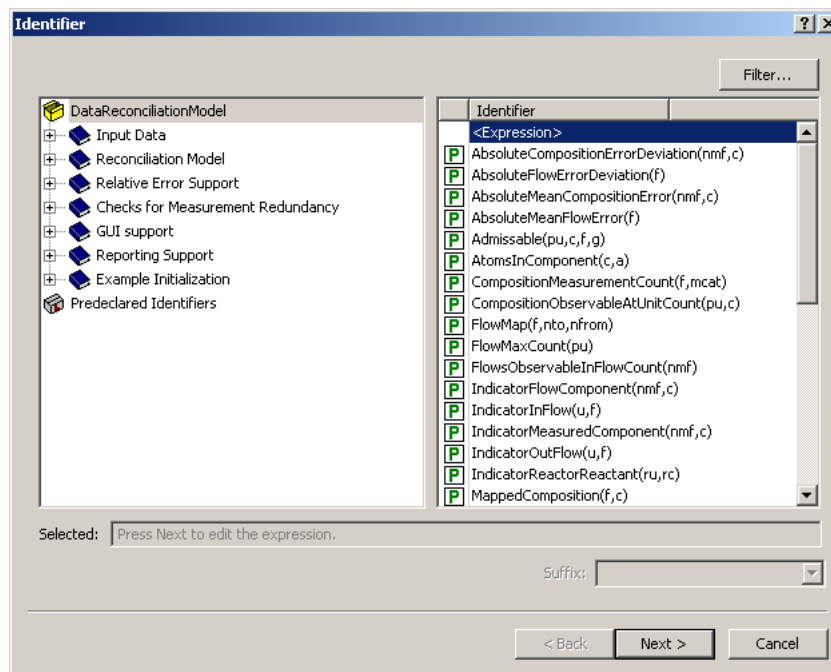 Identifier
Filter...
DataReconciliationModel
Input Data
Reconciliation Model
Relative Error Support
Checks for Measurement Redundancy
GUI support
Reporting Support
Example Initialization
Predeclared Identifiers
Identifier
<Expression>
P AbsoluteCompositionErrorDeviation(nmf,c)
P AbsoluteFlowErrorDeviation(f)
P AbsoluteMeanCompositionError(nmf,c)
P AbsoluteMeanFlowError(f)
P Admissable(pu,c,f,g)
P AtomsInComponent(c,a)
P CompositionMeasurementCount(f,mcat)
P CompositionObservableAtUnitCount(pu,c)
P FlowMap(f,nto,nfrom)
P FlowMaxCount(pu)
P FlowsObservableInFlowCount(nmf)
P IndicatorFlowComponent(nmf,c)
P IndicatorInFlow(u,f)
P IndicatorMeasuredComponent(nmf,c)
P IndicatorOutFlow(u,f)
P IndicatorReactorReactant(ru,rc)
P MappedComposition(f,c)
Selected: Press Next to edit the expression.
Suffix:
< Back Next > Cancel